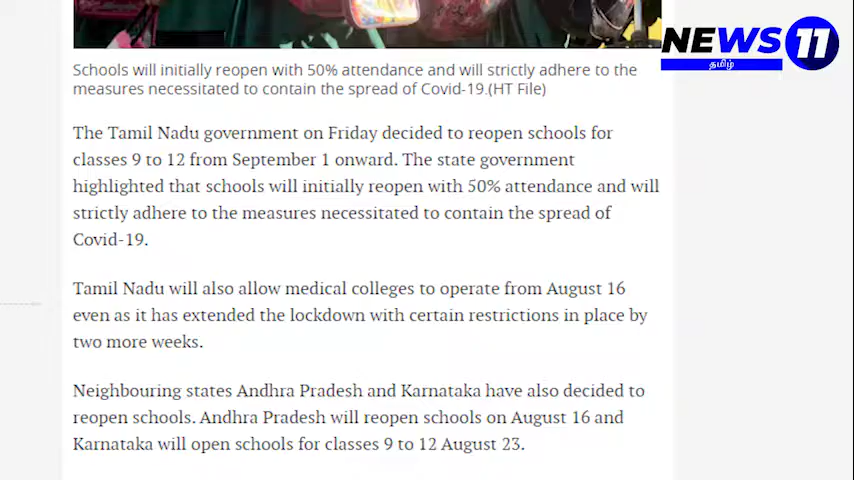 NEWS 11
தமிழ்
Schools will initially reopen with 50% attendance and will strictly adhere to the
measures necessitated to contain the spread of Covid-19.(HT File)
The Tamil Nadu government on Friday decided to reopen schools for
classes 9 to 12 from September 1 onward. The state government
highlighted that schools will initially reopen with 50% attendance and will
strictly adhere to the measures necessitated to contain the spread of
Covid-19.
Tamil Nadu will also allow medical colleges to operate from August 16
even as it has extended the lockdown with certain restrictions in place by
two more weeks.
Neighbouring states Andhra Pradesh and Karnataka have also decided to
reopen schools. Andhra Pradesh will reopen schools on August 16 and
Karnataka will open schools for classes 9 to 12 August 23.